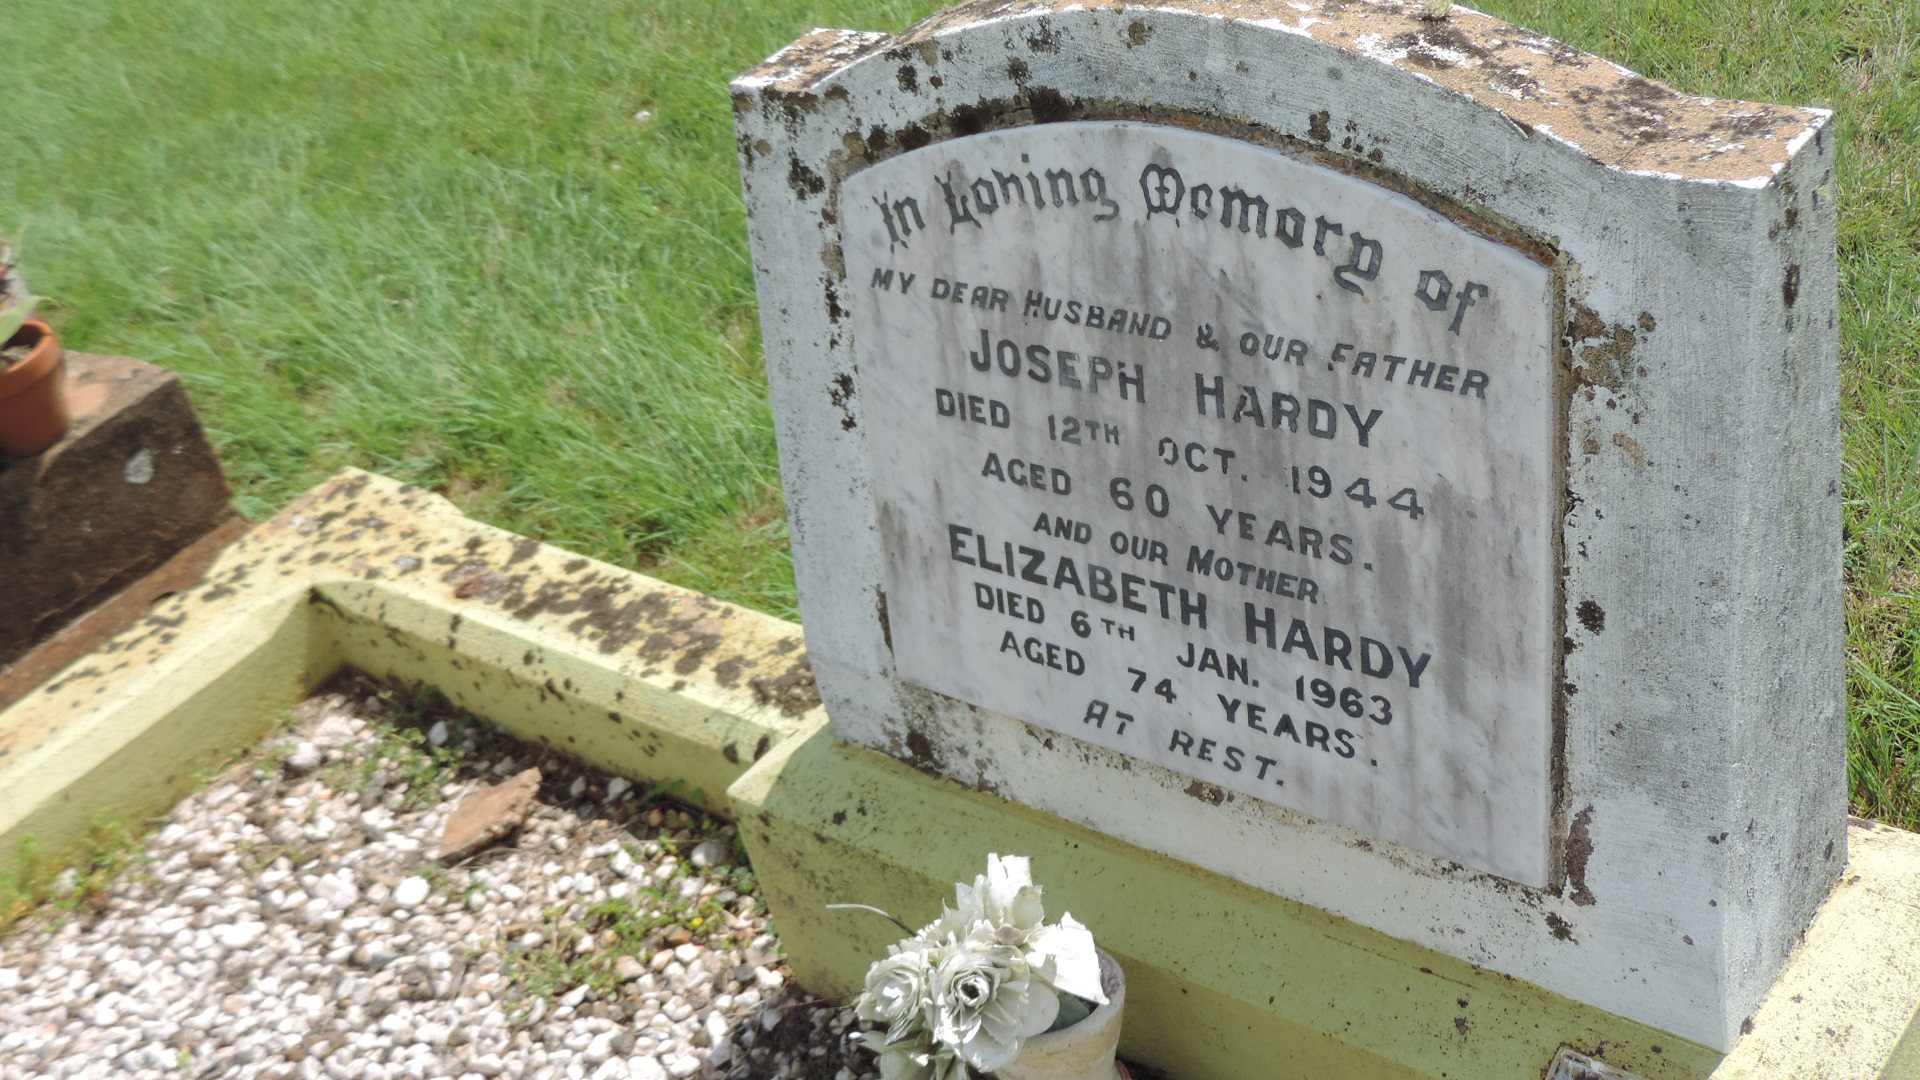 In Loving Memory of
MY DEAR HUSBAND & OUR FATHER
JOSEPH HARDY
DIED 12TH OCT. 1944
AGED 60 YEARS.
AND OUR MOTHER
ELIZABETH HARDY
DIED 6TH JAN. 1963
AGED 74 YEARS.
AT REST.